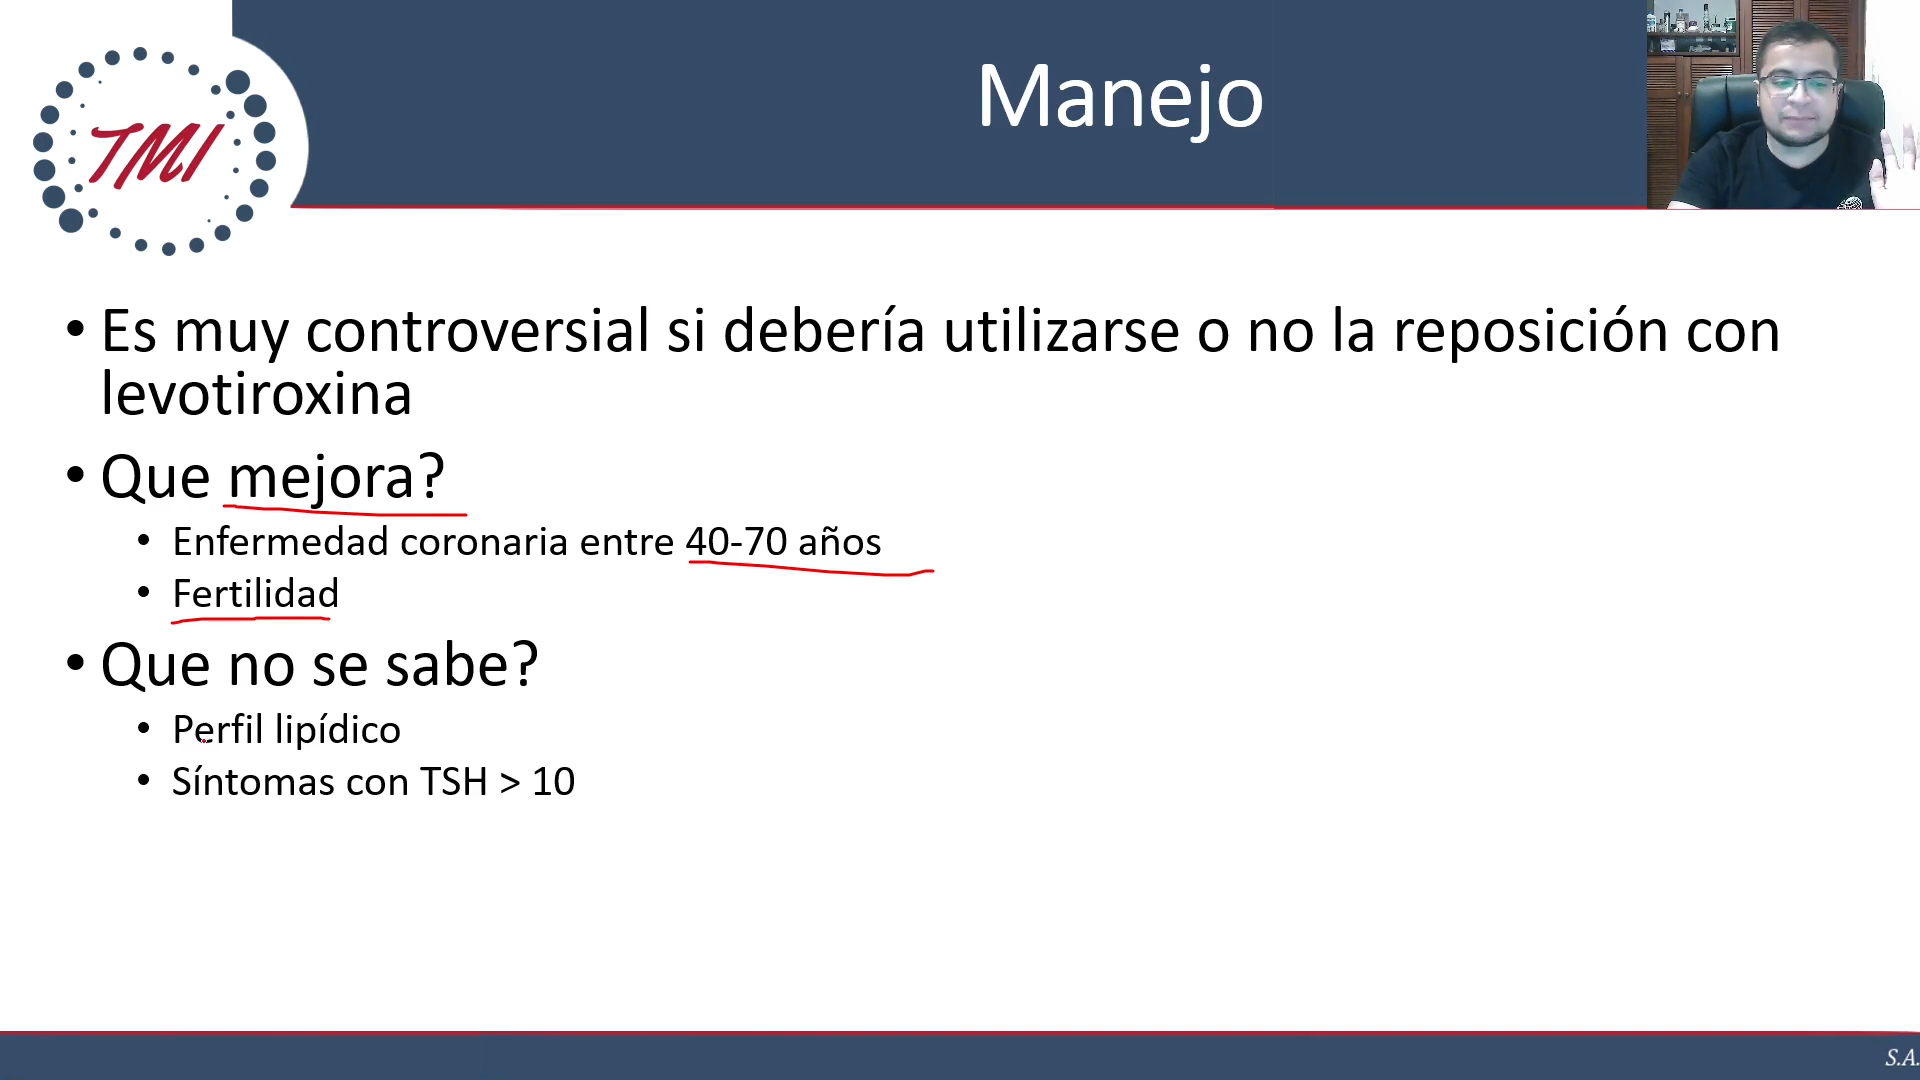 TMI
Manejo
• Es muy controversial si debería utilizarse o no la reposición con
levotiroxina
• Que mejora?
• Enfermedad coronaria entre 40-70 años
• Fertilidad
• Que no se sabe?
• Perfil lipídico
• Síntomas con TSH > 10
S.A.